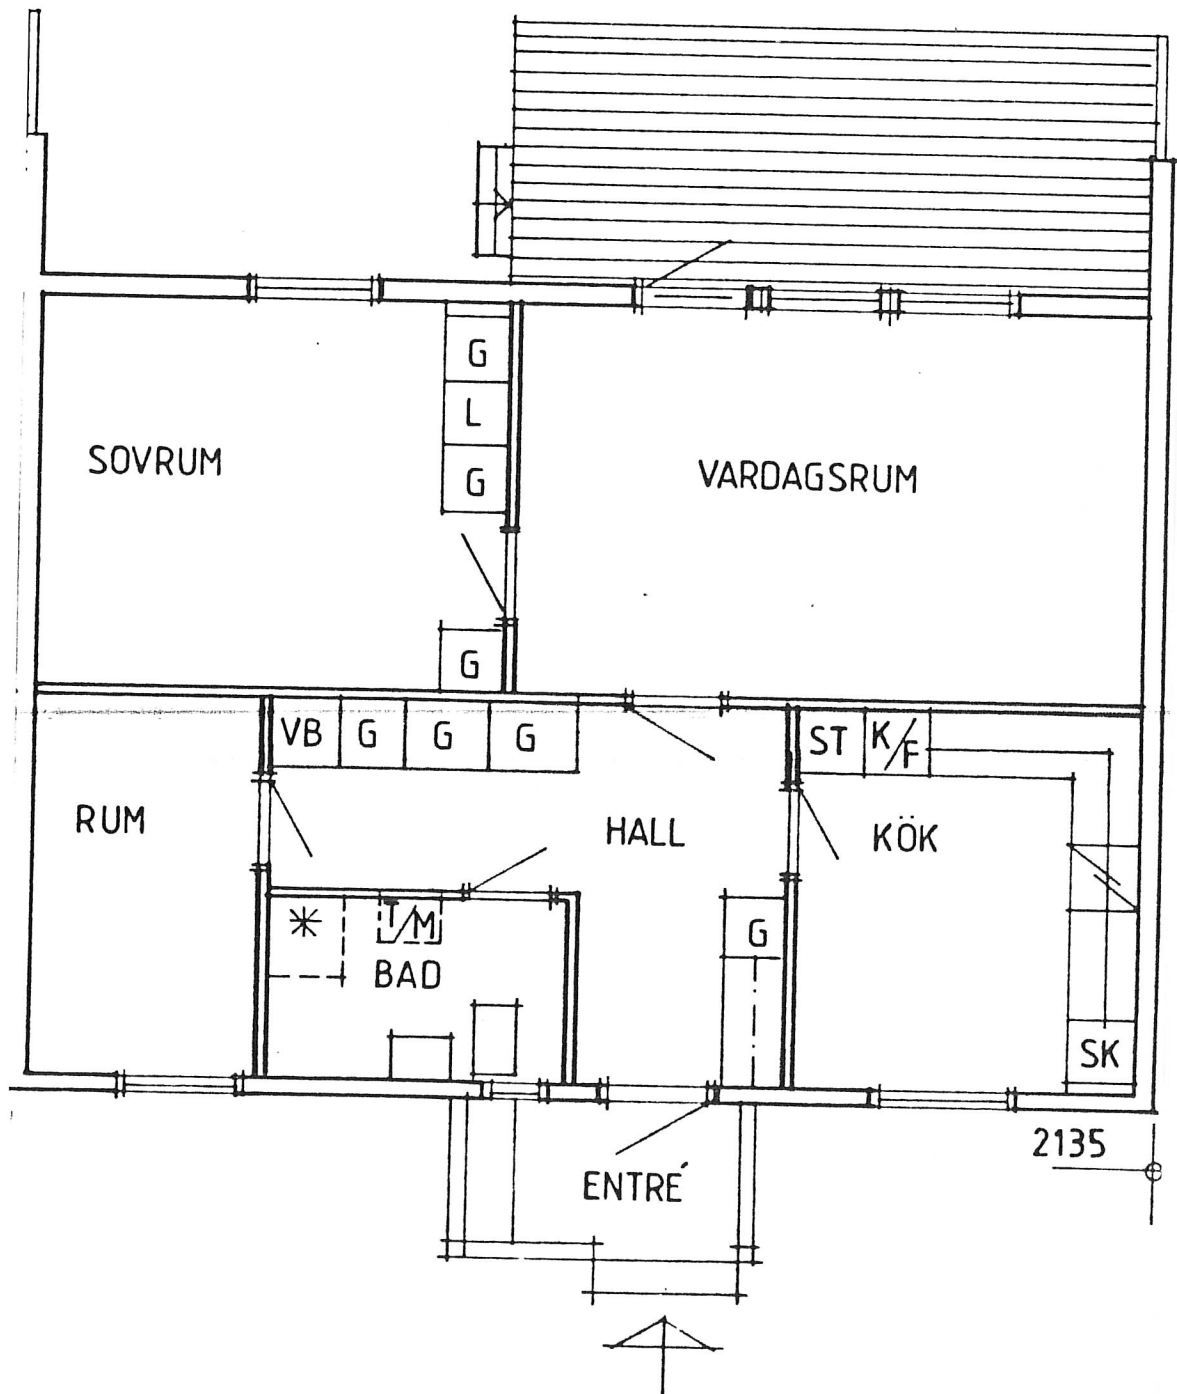 G
L
SOVRUM
VARDAGSRUM
G
G
VB
G
G
G
ST
K/F
RUM
HALL
KÖK
T/M
G
BAD
SK
2135
ENTRÉ